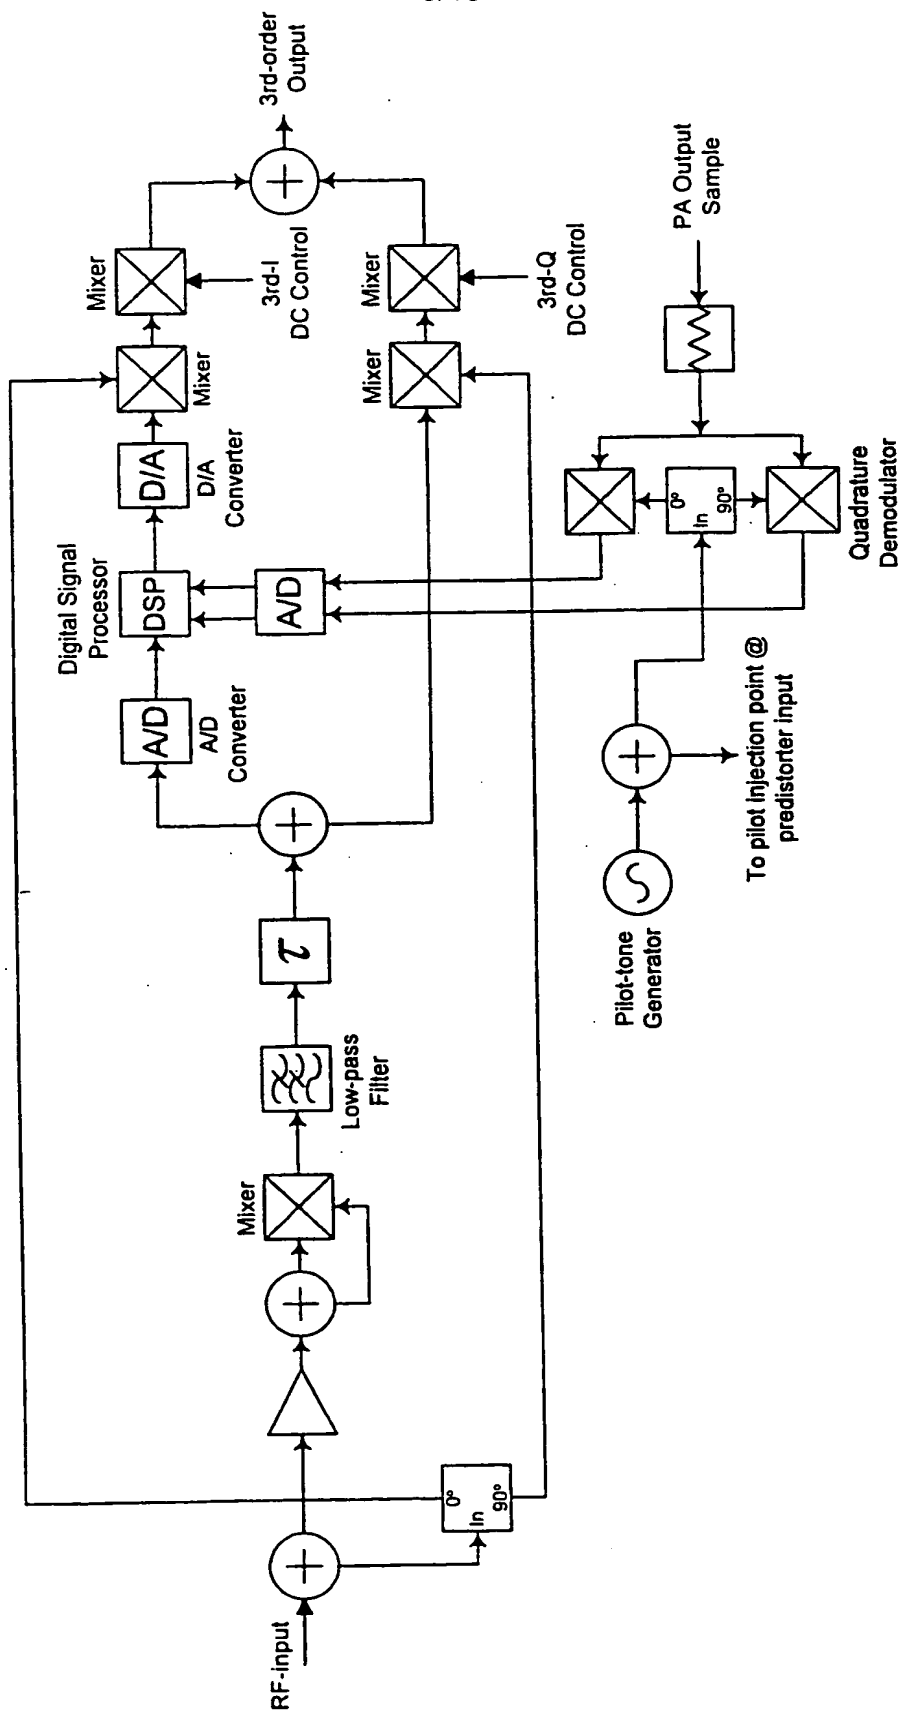 RF-input
In
0°
90°
Mixer
Low-pass
Filter
τ
A/D
A/D
Converter
Digital Signal
Processor
DSP
A/D
D/A
D/A
Converter
Mixer
Mixer
3rd-I
DC Control
Mixer
Mixer
3rd-Q
DC Control
3rd-order
Output
Pilot-tone
Generator
To pilot injection point @
predistorter input
In
0°
90°
Quadrature
Demodulator
PA Output
Sample